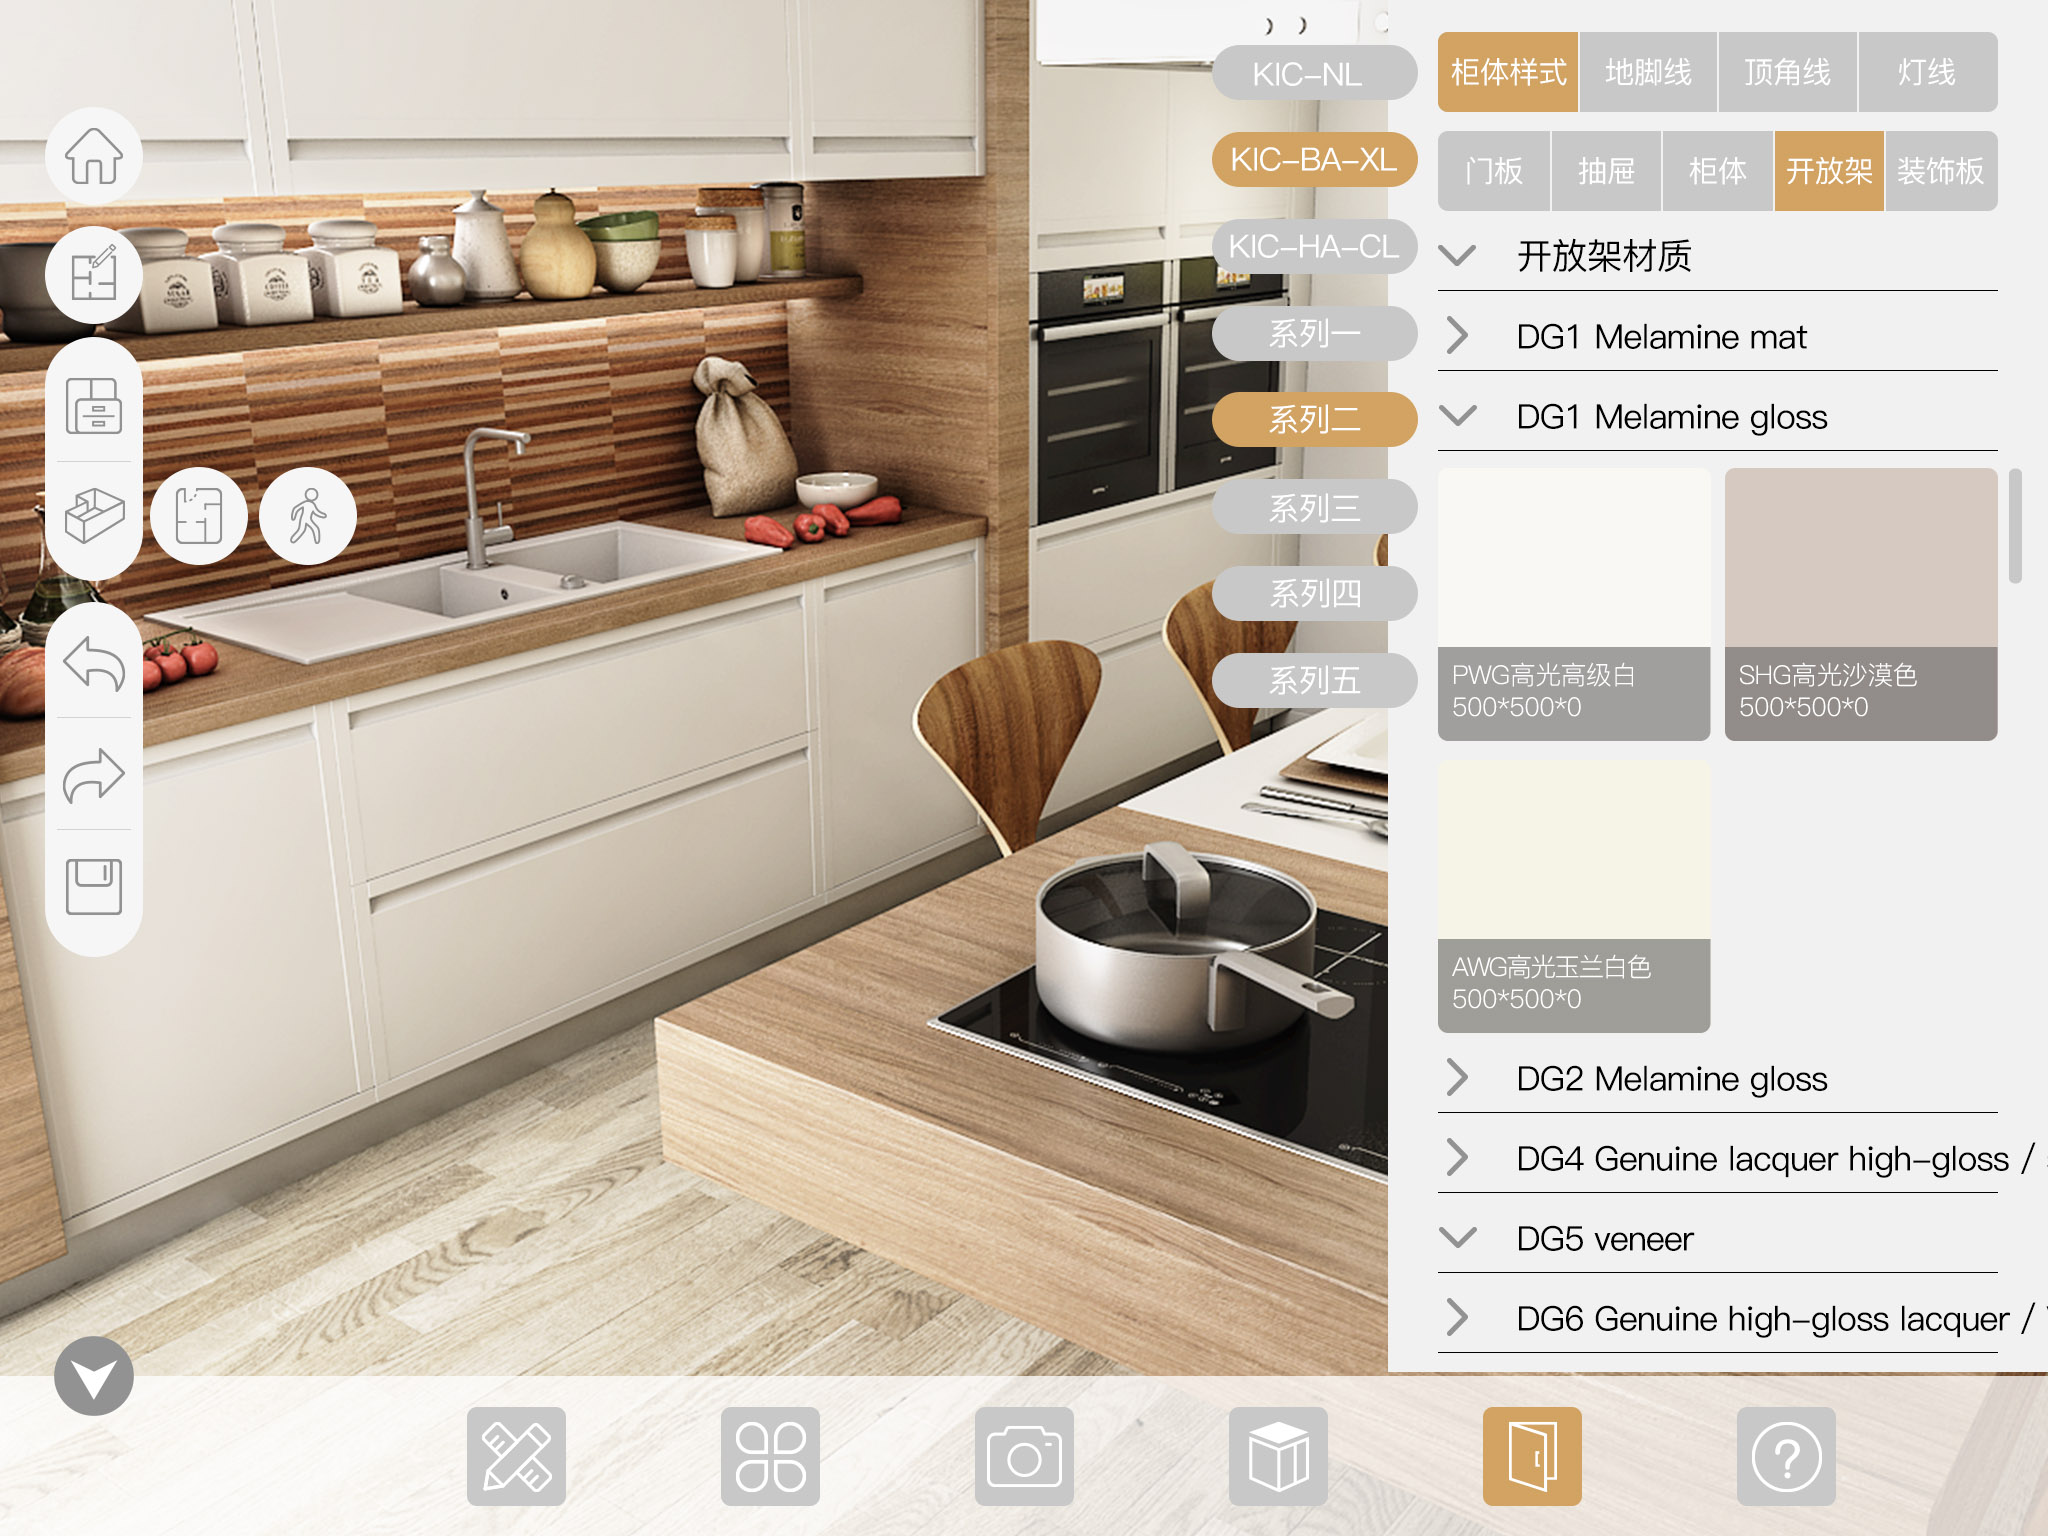 KIC-NL
KIC-BA-XL
KIC-HA-CL
系列一
系列二
系列三
系列四
系列五
柜体样式
地脚线
顶角线
灯线
门板
抽屉
柜体
开放架
装饰板
开放架材质
DG1 Melamine mat
DG1 Melamine gloss
PWG高光高级白
500*500*0
SHG高光沙漠色
500*500*0
AWG高光玉兰白色
500*500*0
DG2 Melamine gloss
DG4 Genuine lacquer high-gloss /
DG5 veneer
DG6 Genuine high-gloss lacquer /